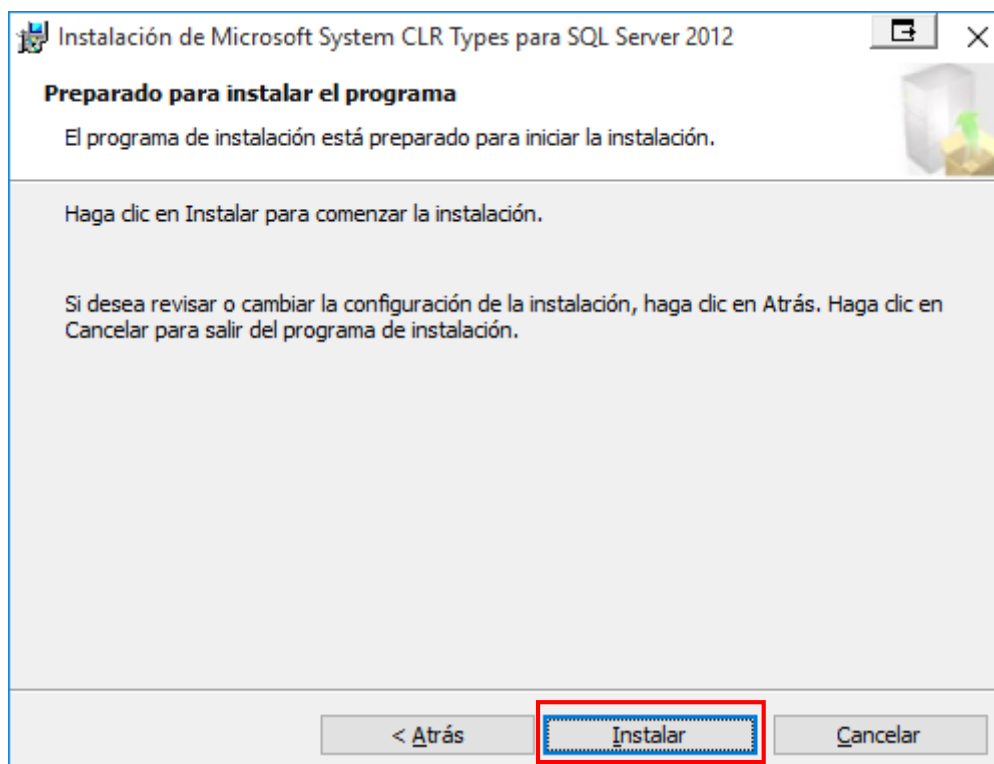 Instalación de Microsoft System CLR Types para SQL Server 2012
Preparado para instalar el programa
El programa de instalación está preparado para iniciar la instalación.
Haga clic en Instalar para comenzar la instalación.
Si desea revisar o cambiar la configuración de la instalación, haga clic en Atrás. Haga clic en
Cancelar para salir del programa de instalación.
< Atrás Instalar Cancelar